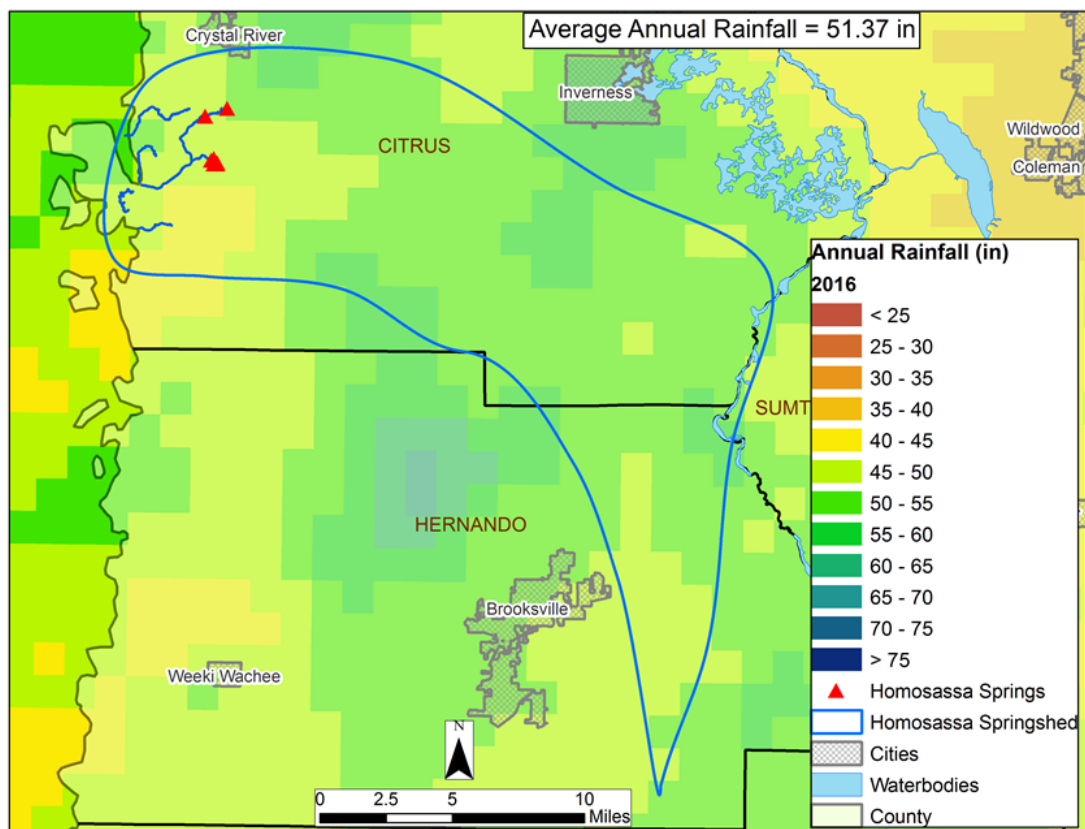 Crystal River
Average Annual Rainfall = 51.37 in
Inverness
CITRUS
Wildwood
Coleman
SUMT
HERNANDO
Brooksville
Weeki Wachee
N
0 2.5 5 10
Miles
Annual Rainfall (in)
2016
< 25
25 - 30
30 - 35
35 - 40
40 - 45
45 - 50
50 - 55
55 - 60
60 - 65
65 - 70
70 - 75
> 75
Homosassa Springs
Homosassa Springshed
Cities
Waterbodies
County